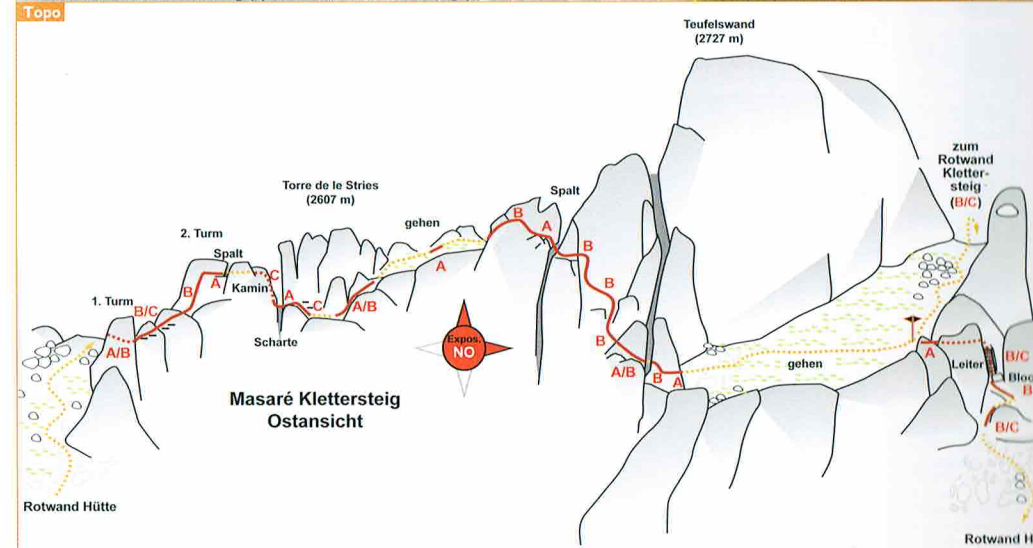 Topo
Teufelswand
(2727 m)
zum
Rotwand
Kletter-
steig
(B/C)
Torre de le Stries
(2607 m)
Spalt
gehen
B
A
2. Turm
Spalt
A
Kamin
C
B
1. Turm
B/C
A/B
A
C
A/B
Scharte
A
B
B
B
A/B
B
A
gehen
Expos.
NO
A
Leiter
B/C
B
B/C
Masaré Klettersteig
Ostansicht
Rotwand Hütte
Rotwand